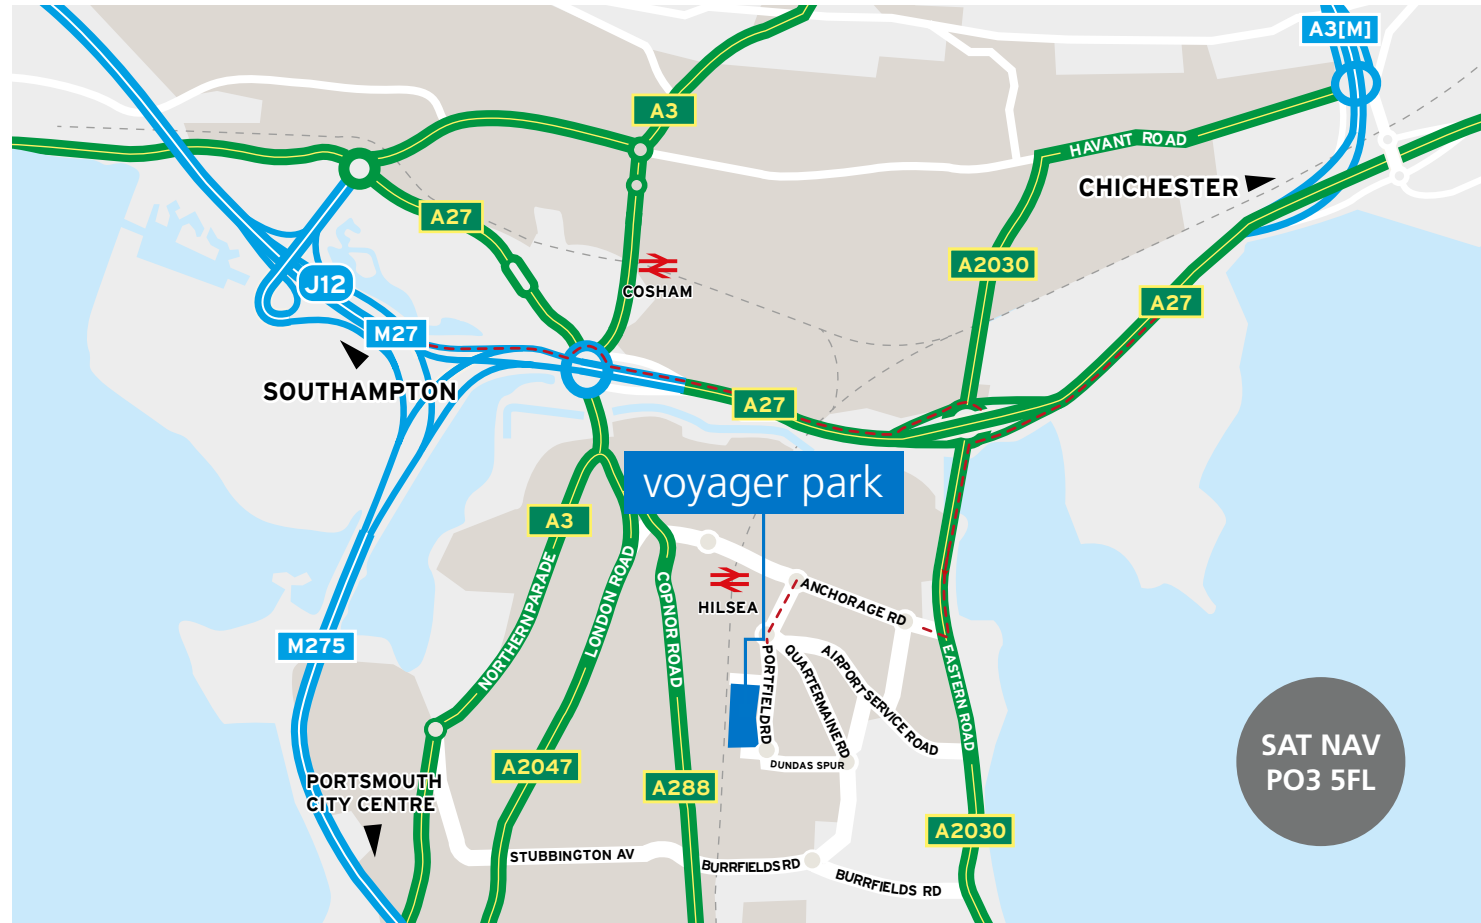 A3[M]
A3
HAVANT ROAD
CHICHESTER
A27
A2030
COSHAM
J12
A27
M27
SOUTHAMPTON
A27
voyager park
A3
NORTHERN PARADE
LONDON ROAD
COPNOR ROAD
HILSEA
ANCHORAGE RD
M275
PORTFIELD RD
QUARTERMAINE RD
AIRPORT SERVICE ROAD
EASTERN ROAD
SAT NAV
PO3 5FL
A2047
DUNDAS SPUR
PORTSMOUTH
CITY CENTRE
A288
A2030
STUBBINGTON AV
BURRFIELDS RD
BURRFIELDS RD